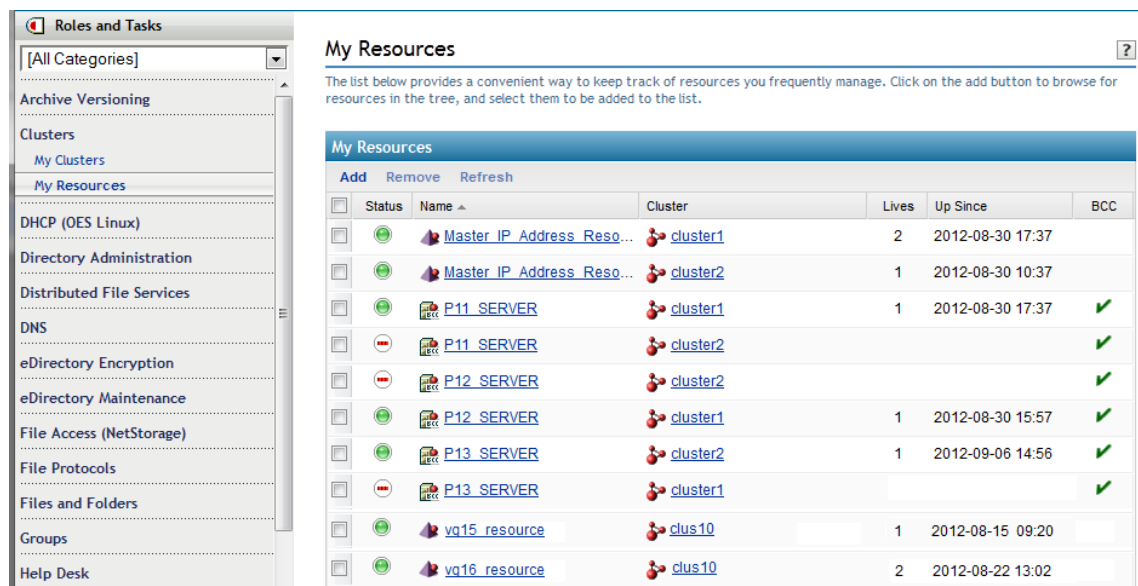 Roles and Tasks
[All Categories]
Archive Versioning
Clusters
My Clusters
My Resources
DHCP (OES Linux)
Directory Administration
Distributed File Services
DNS
eDirectory Encryption
eDirectory Maintenance
File Access (NetStorage)
File Protocols
Files and Folders
Groups
Help Desk
My Resources
?
The list below provides a convenient way to keep track of resources you frequently manage. Click on the add button to browse for
resources in the tree, and select them to be added to the list.
My Resources
Add Remove Refresh
Status Name Cluster Lives Up Since BCC
Master_IP_Address_Reso... cluster1 2 2012-08-30 17:37
Master_IP_Address_Reso... cluster2 1 2012-08-30 10:37
BCC P11_SERVER cluster1 1 2012-08-30 17:37
BCC P11_SERVER cluster2
BCC P12_SERVER cluster2
BCC P12_SERVER cluster1 1 2012-08-30 15:57
BCC P13_SERVER cluster2 1 2012-09-06 14:56
BCC P13_SERVER cluster1
vg15_resource clus10 1 2012-08-15 09:20
vg16_resource clus10 2 2012-08-22 13:02